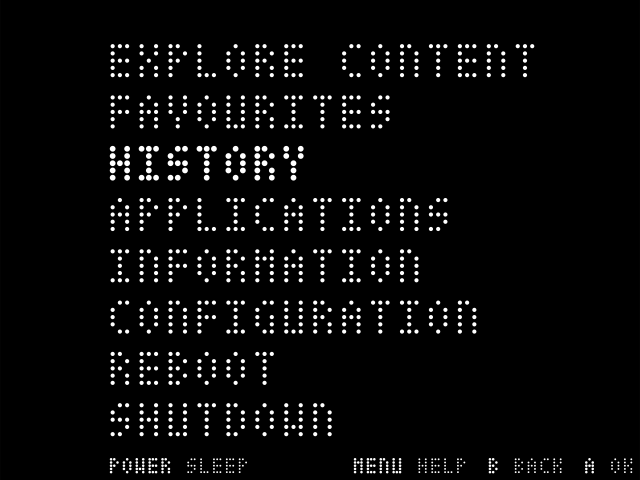 EXPLORE CONTENT
FAVOURITES
HISTORY
APPLICATIONS
INFORMATION
CONFIGURATION
REBOOT
SHUTDOWN
POWER SLEEP MENU HELP B BACK A OK